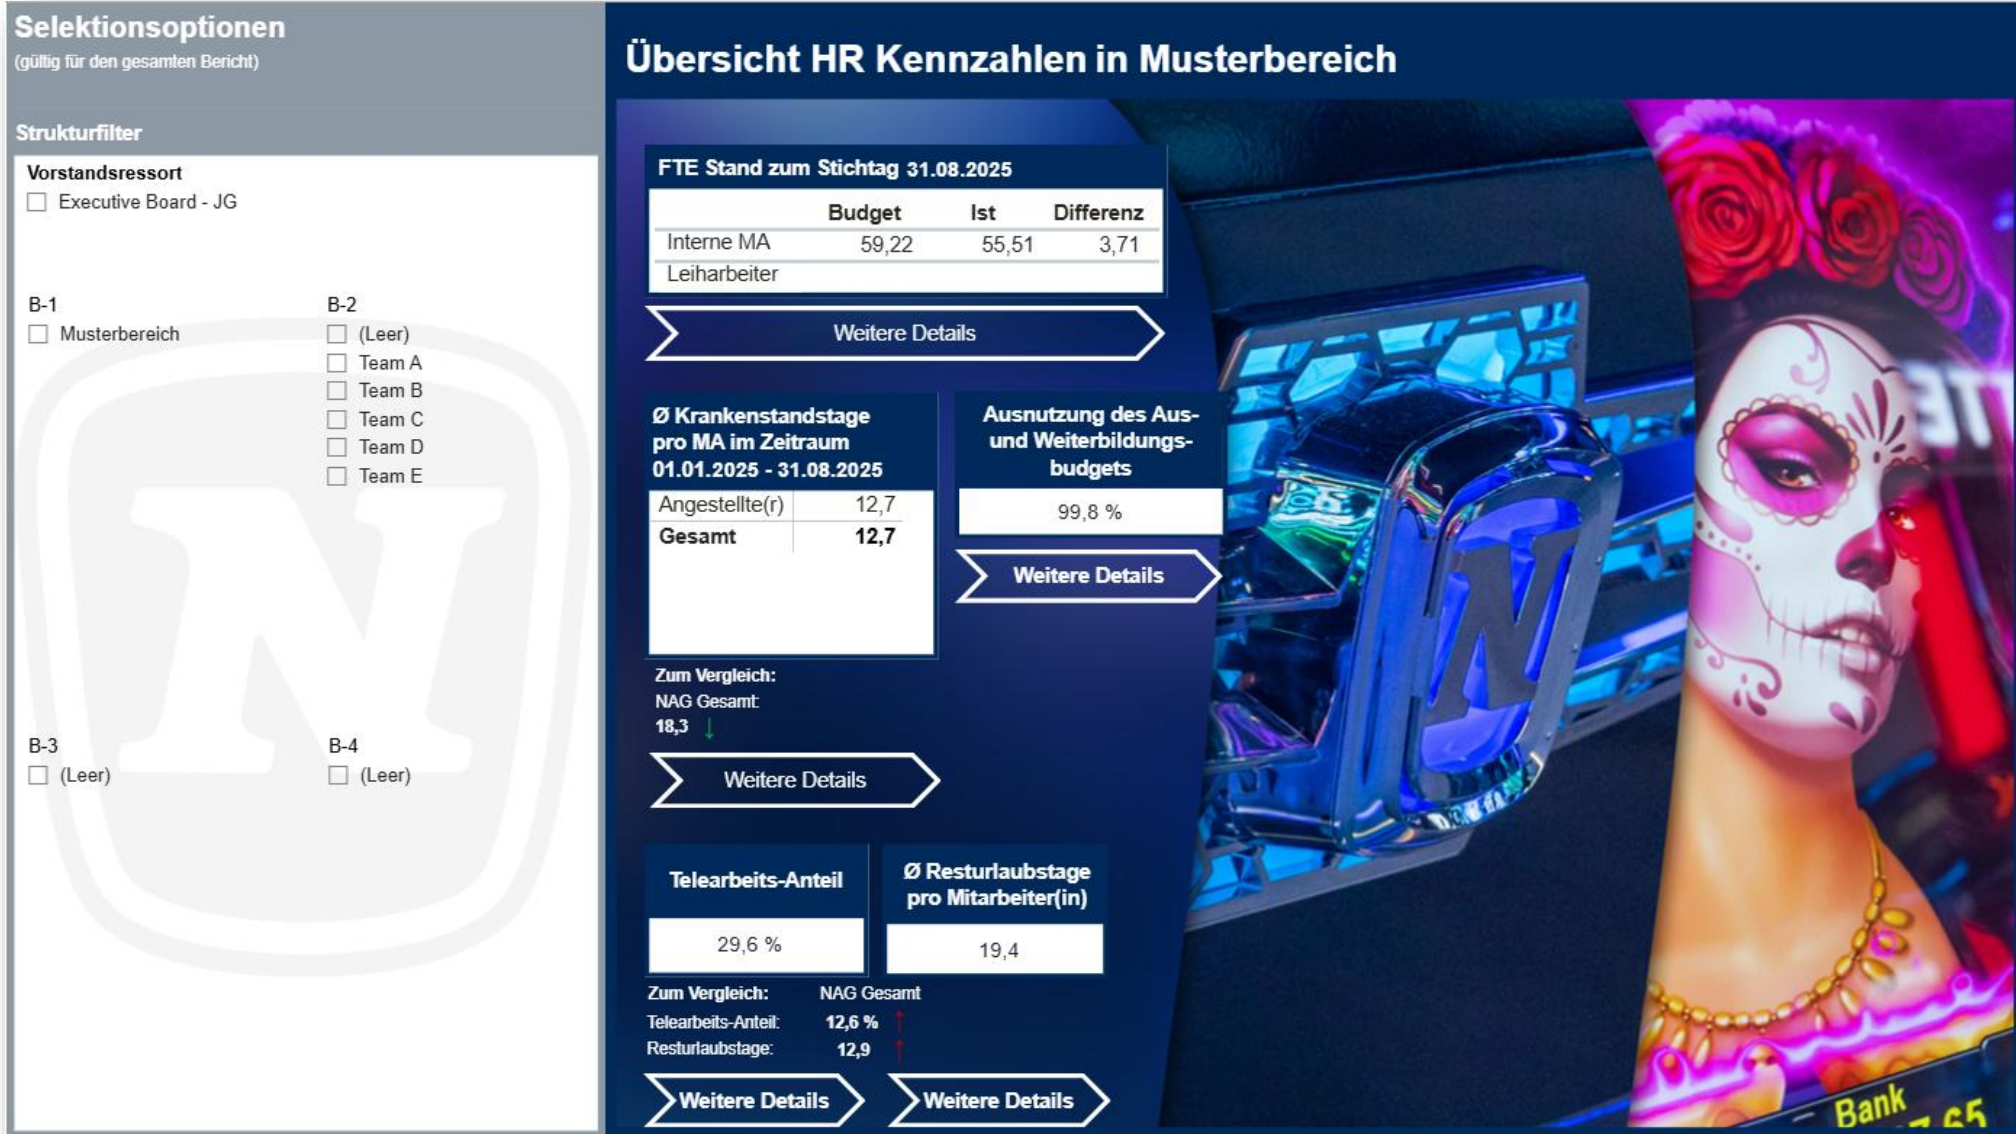 Selektionsoptionen
(gültig für den gesamten Bericht)
Strukturfilter
Vorstandsressort
Executive Board - JG
B-1
Musterbereich
B-2
(Leer)
Team A
Team B
Team C
Team D
Team E
B-3
(Leer)
B-4
(Leer)
Übersicht HR Kennzahlen in Musterbereich
FTE Stand zum Stichtag 31.08.2025
Budget Ist Differenz
Interne MA 59,22 55,51 3,71
Leiharbeiter
Weitere Details
Ø Krankenstandstage
pro MA im Zeitraum
01.01.2025 - 31.08.2025
Angestellte(r) 12,7
Gesamt 12,7
Zum Vergleich:
NAG Gesamt:
18,3 ↓
Weitere Details
Ausnutzung des Aus-
und Weiterbildungs-
budgets
99,8 %
Weitere Details
Telearbeits-Anteil
29,6 %
Ø Resturlaubstage
pro Mitarbeiter(in)
19,4
Zum Vergleich: NAG Gesamt
Telearbeits-Anteil: 12,6 % ↑
Resturlaubstage: 12,9 ↑
Weitere Details
Weitere Details
N
N
Bank